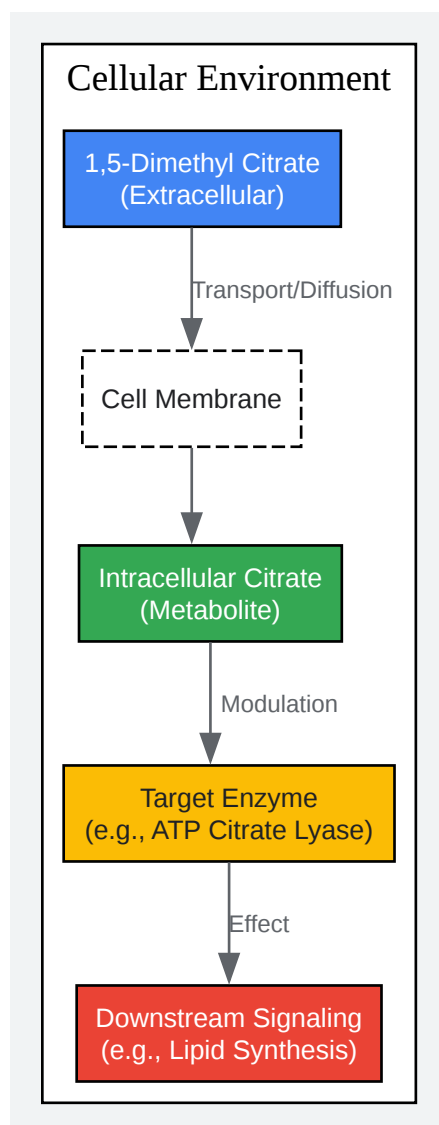 Cellular Environment
1,5-Dimethyl Citrate
(Extracellular)
Transport/Diffusion
Cell Membrane
Intracellular Citrate
(Metabolite)
Modulation
Target Enzyme
(e.g., ATP Citrate Lyase)
Effect
Downstream Signaling
(e.g., Lipid Synthesis)